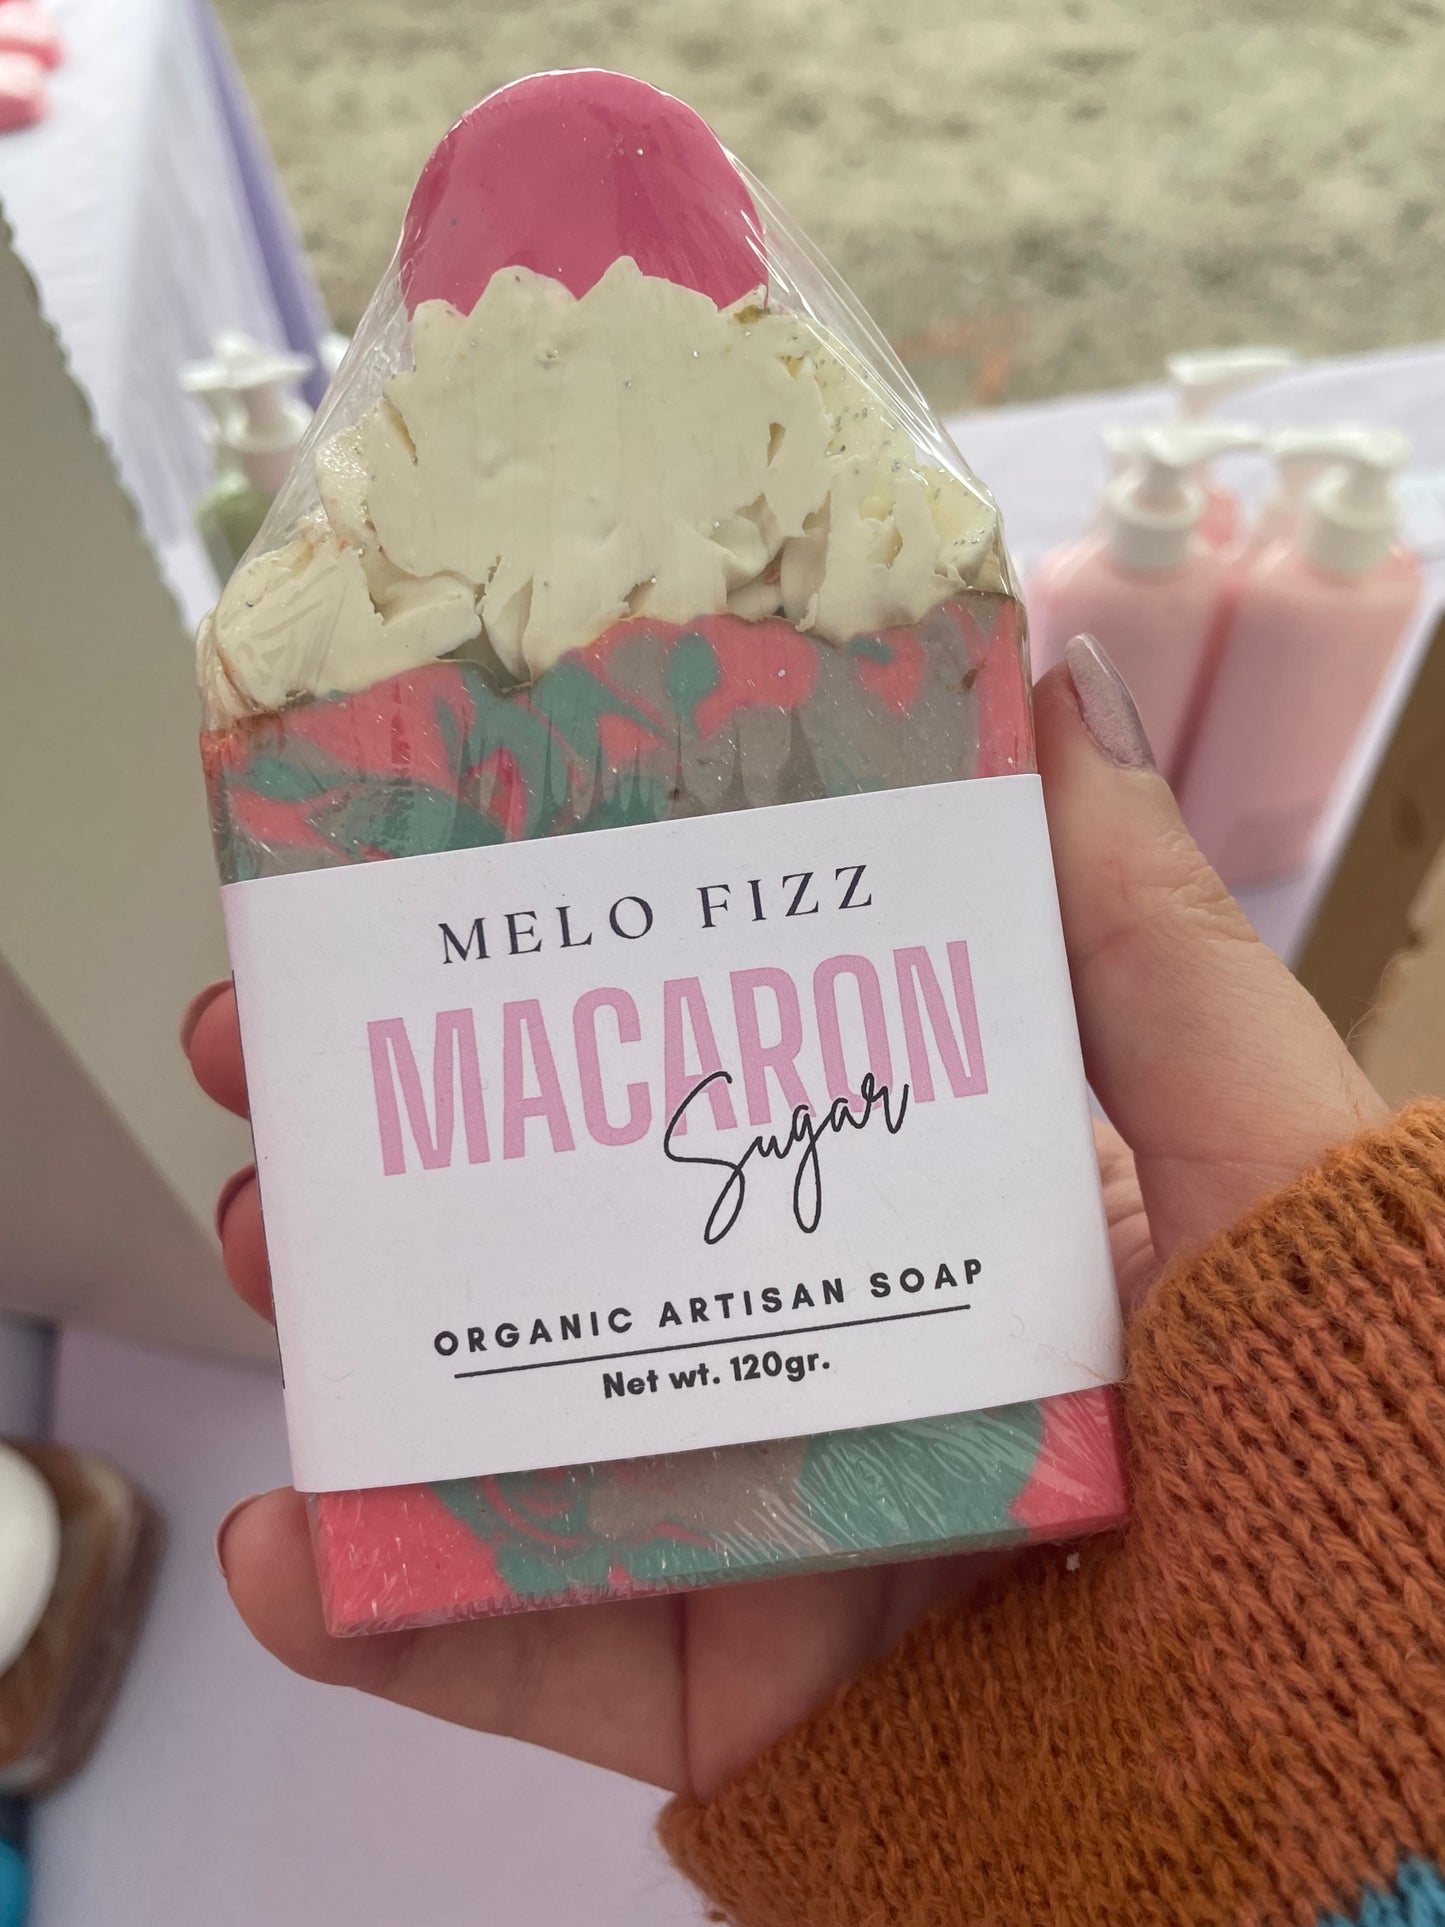 MELO FIZZ
MACARON
Sugar
ORGANIC ARTISAN SOAP
Net wt. 120gr.